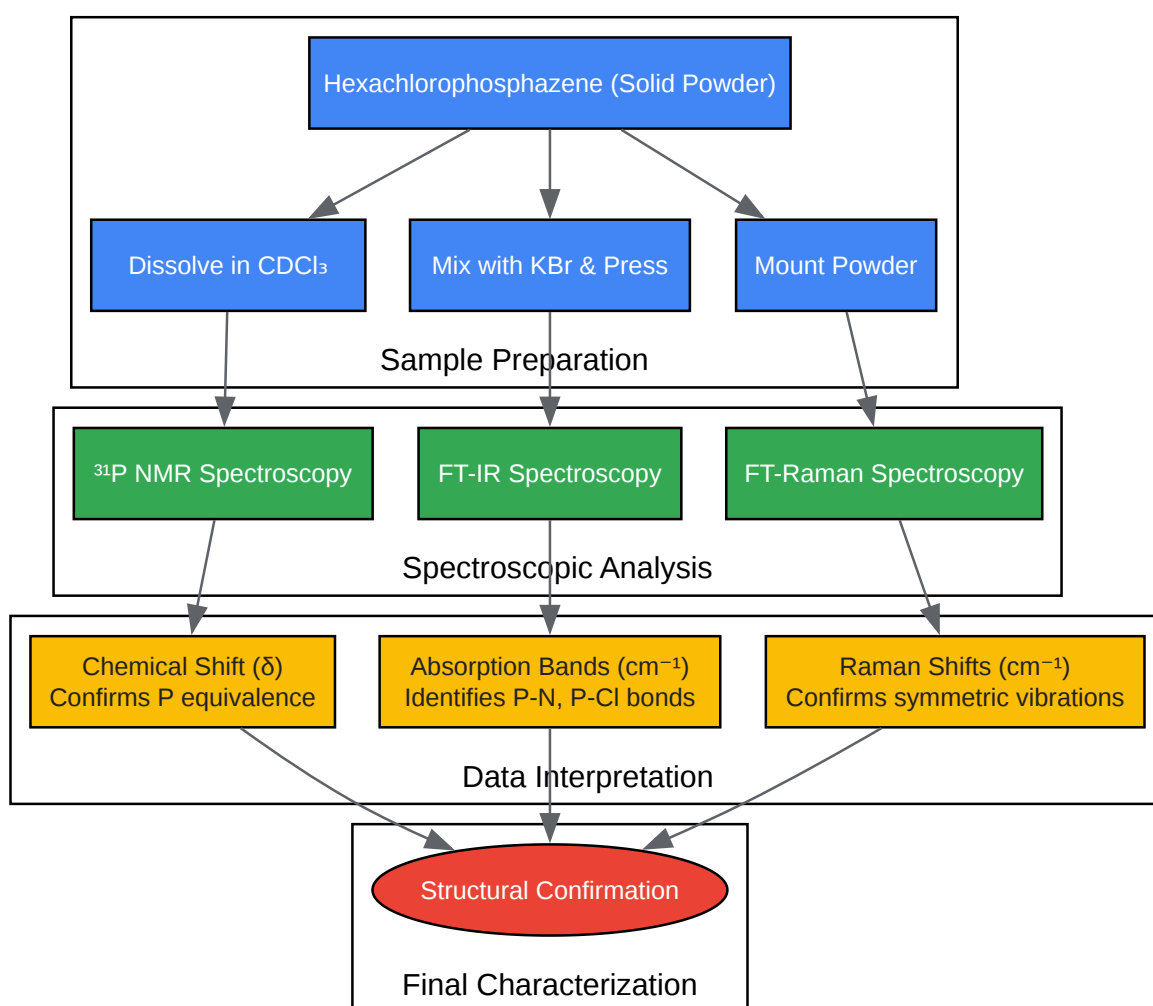 Hexachlorophosphazene (Solid Powder)
Dissolve in CDCl₃
Mix with KBr & Press
Mount Powder
Sample Preparation
³¹P NMR Spectroscopy
FT-IR Spectroscopy
FT-Raman Spectroscopy
Spectroscopic Analysis
Chemical Shift (δ)
Confirms P equivalence
Absorption Bands (cm⁻¹)
Identifies P-N, P-Cl bonds
Raman Shifts (cm⁻¹)
Confirms symmetric vibrations
Data Interpretation
Structural Confirmation
Final Characterization